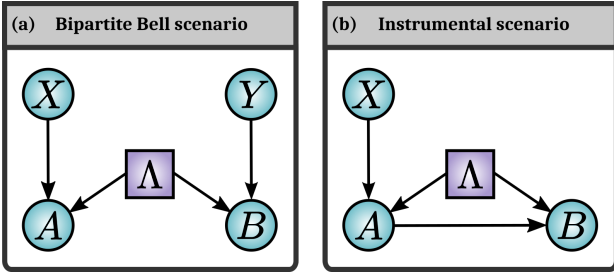 (a) Bipartite Bell scenario
X Y
Λ
A B
(b) Instrumental scenario
X
Λ
A B